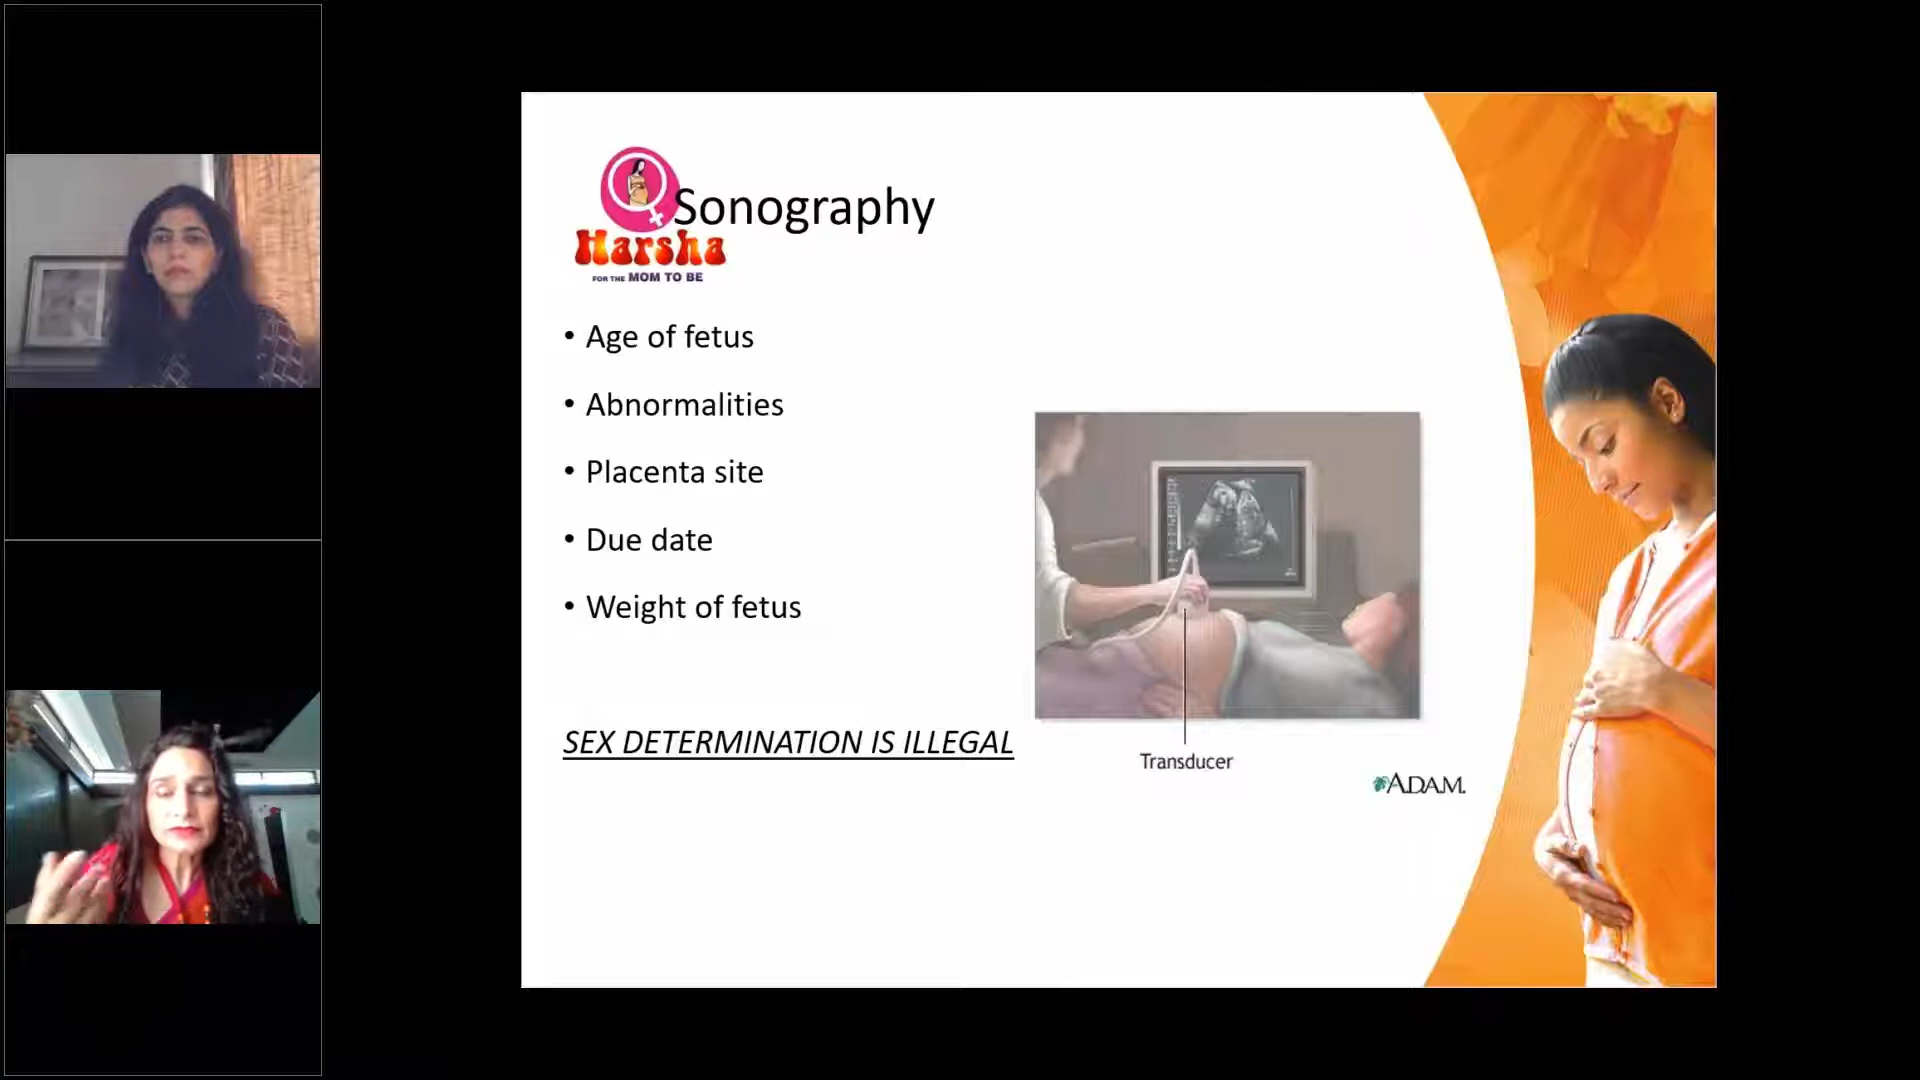 Sonography
Harsha
FOR THE MOM TO BE
• Age of fetus
• Abnormalities
• Placenta site
• Due date
• Weight of fetus
SEX DETERMINATION IS ILLEGAL
Transducer
A.D.A.M.